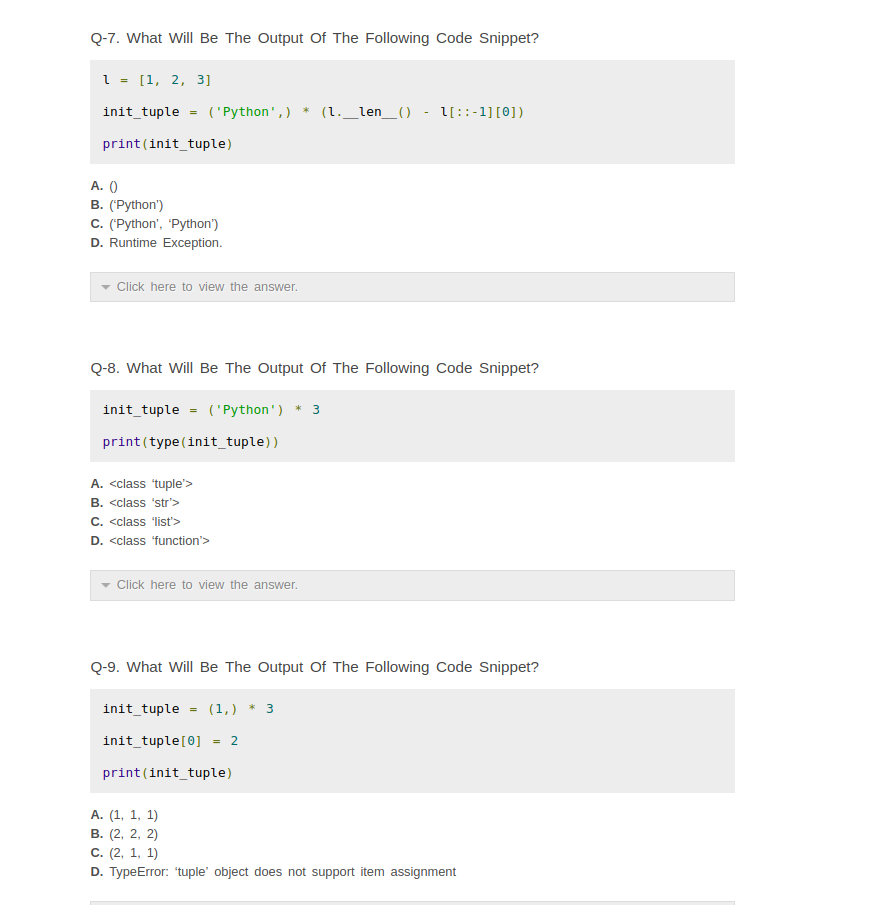 Q-7. What Will Be The Output Of The Following Code Snippet?
l = [1, 2, 3]
init_tuple = ('Python',) * (l.__len__() - l[::-1][0])
print(init_tuple)
A. ()
B. (‘Python’)
C. (‘Python’, ‘Python’)
D. Runtime Exception.
Click here to view the answer.
Q-8. What Will Be The Output Of The Following Code Snippet?
init_tuple = ('Python') * 3
print(type(init_tuple))
A. <class ‘tuple’>
B. <class ‘str’>
C. <class ‘list’>
D. <class ‘function’>
Click here to view the answer.
Q-9. What Will Be The Output Of The Following Code Snippet?
init_tuple = (1,) * 3
init_tuple[0] = 2
print(init_tuple)
A. (1, 1, 1)
B. (2, 2, 2)
C. (2, 1, 1)
D. TypeError: ‘tuple’ object does not support item assignment